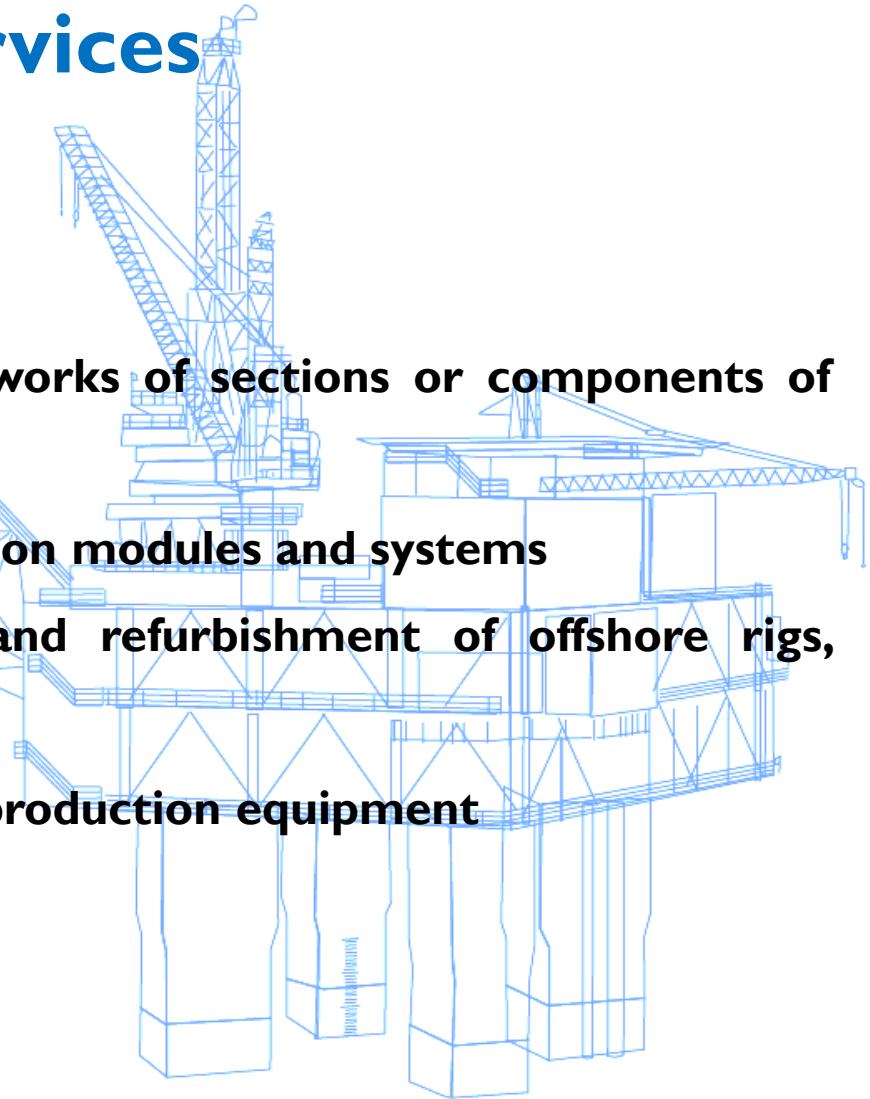 rvices
works of sections or components of
on modules and systems
and refurbishment of offshore rigs,
production equipment